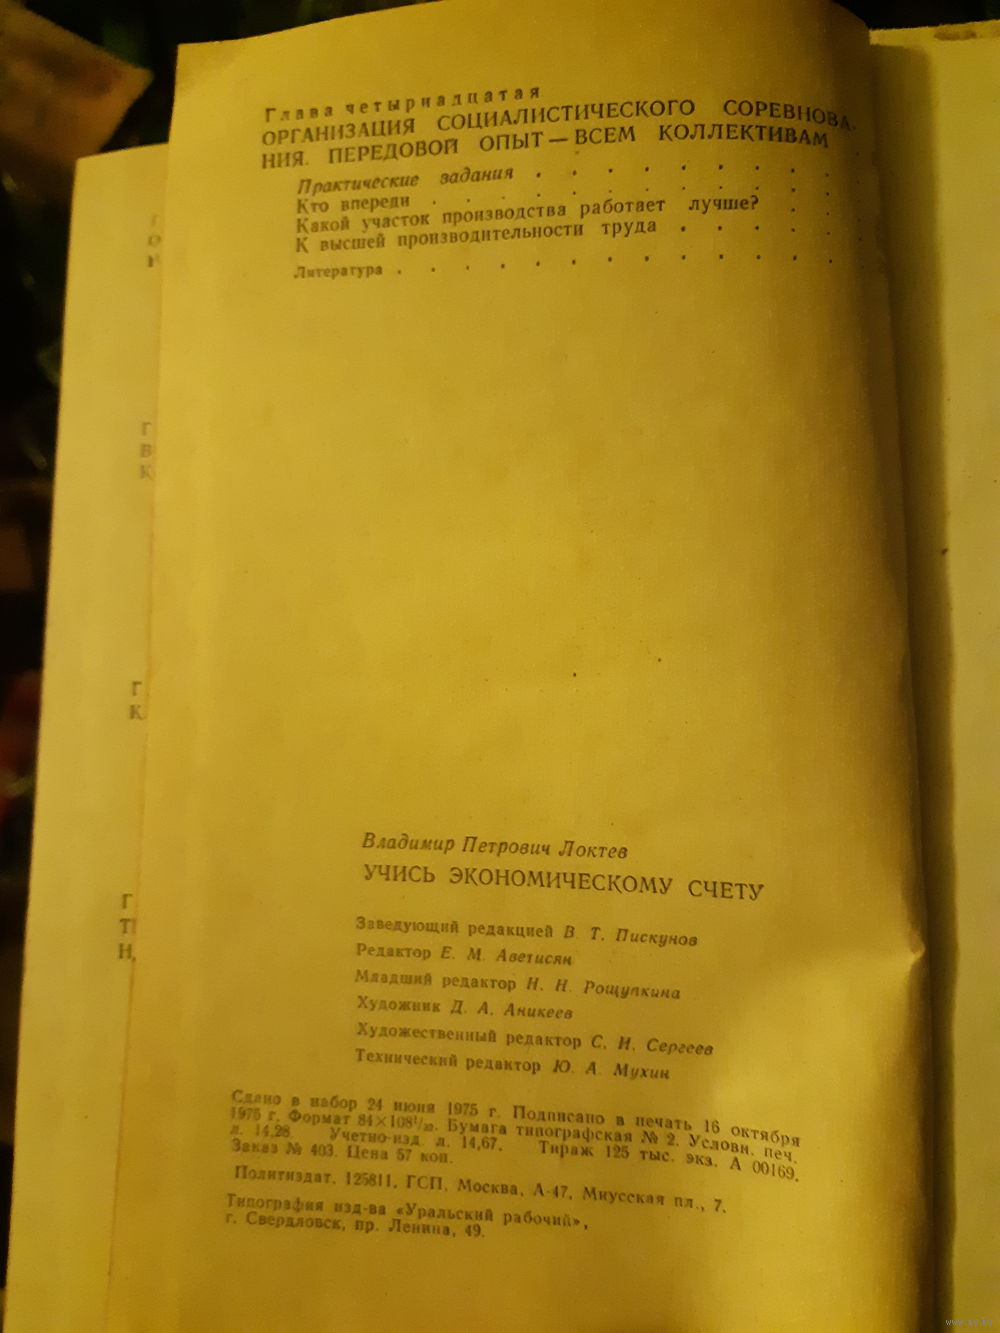 Глава четырнадцатая
ОРГАНИЗАЦИЯ СОЦИАЛИСТИЧЕСКОГО СОРЕВНОВА-
НИЯ. ПЕРЕДОВОЙ ОПЫТ — ВСЕМ КОЛЛЕКТИВАМ
Практические задания . . . . . . . . .
Кто впереди . . . . . . . . . . .
Какой участок производства работает лучше? . .
К высшей производительности труда . . . . .
Литература . . . . . . . . . . . .
Г
В
К
Г
К
Г
Н,
Владимир Петрович Локтев
УЧИСЬ ЭКОНОМИЧЕСКОМУ СЧЕТУ
Заведующий редакцией В. Т. Пискунов
Редактор Е. М. Аветисян
Младший редактор Н. Н. Рощупкина
Художник Д. А. Аникеев
Художественный редактор С. И. Сергеев
Технический редактор Ю. А. Мухин
Сдано в набор 24 июня 1975 г. Подписано в печать 16 октября
1975 г. Формат 84×108¹/₃₂. Бумага типографская № 2. Условн. печ.
л. 14,28. Учетно-изд. л. 14,67. Тираж 125 тыс. экз. А 00169.
Заказ № 403. Цена 57 коп.
Политиздат, 125811, ГСП, Москва, А-47, Миусская пл., 7.
Типография изд-ва «Уральский рабочий»,
г. Свердловск, пр. Ленина, 49.